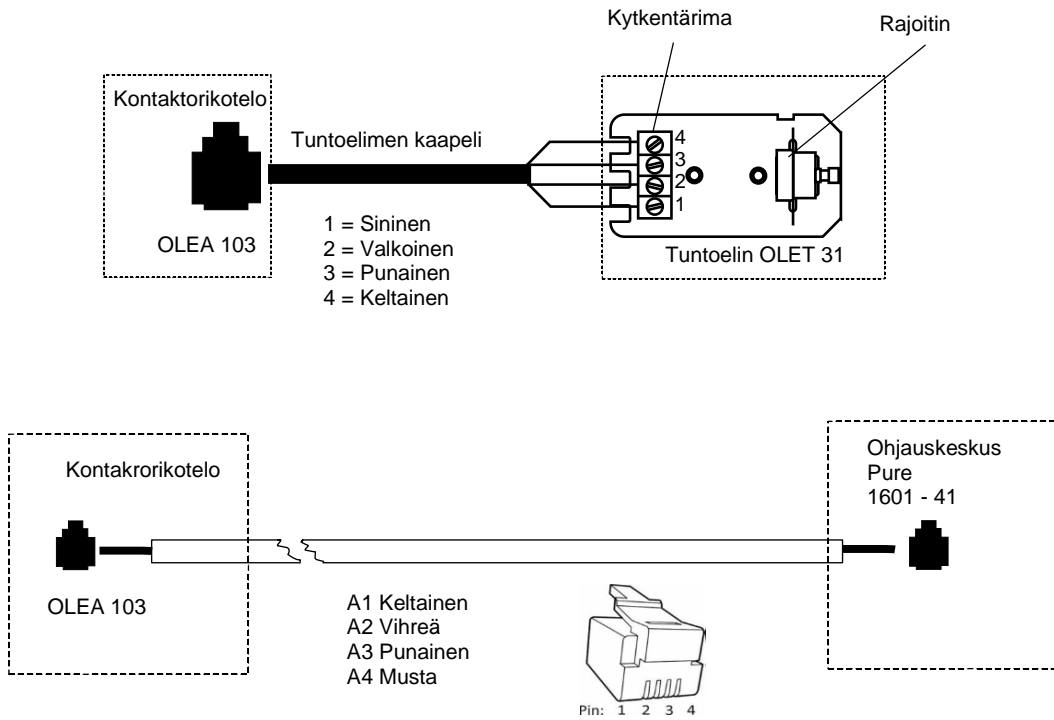 Kytkentärima
Rajoitin
Kontaktorikotelo
Tuntoelimen kaapeli
4
3
2
1
OLEA 103
1 = Sininen
2 = Valkoinen
3 = Punainen
4 = Keltainen
Tuntoelin OLET 31
Kontakrorikotelo
Ohjauskeskus
Pure
1601 - 41
OLEA 103
A1 Keltainen
A2 Vihreä
A3 Punainen
A4 Musta
Pin: 1 2 3 4